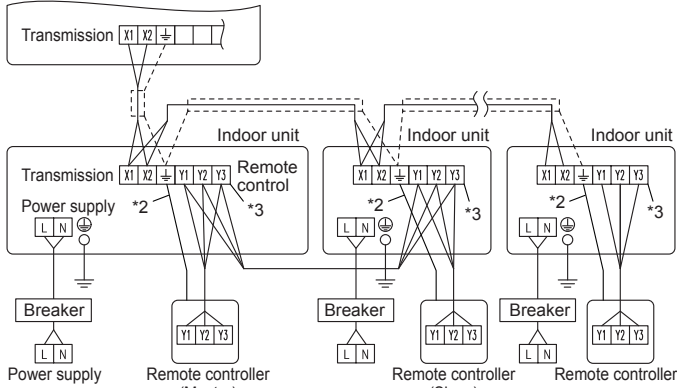 Transmission X1 X2
Indoor unit Indoor unit Indoor unit
Transmission X1 X2 Y1 Y2 Y3 Remote control X1 X2 Y1 Y2 Y3 X1 X2 Y1 Y2 Y3
*2 *3 *2 *3 *2 *3
Power supply
L N L N L N
Breaker Breaker Breaker
Y1 Y2 Y3 Y1 Y2 Y3 Y1 Y2 Y3
L N L N L N
Power supply Remote controller Remote controller Remote controller